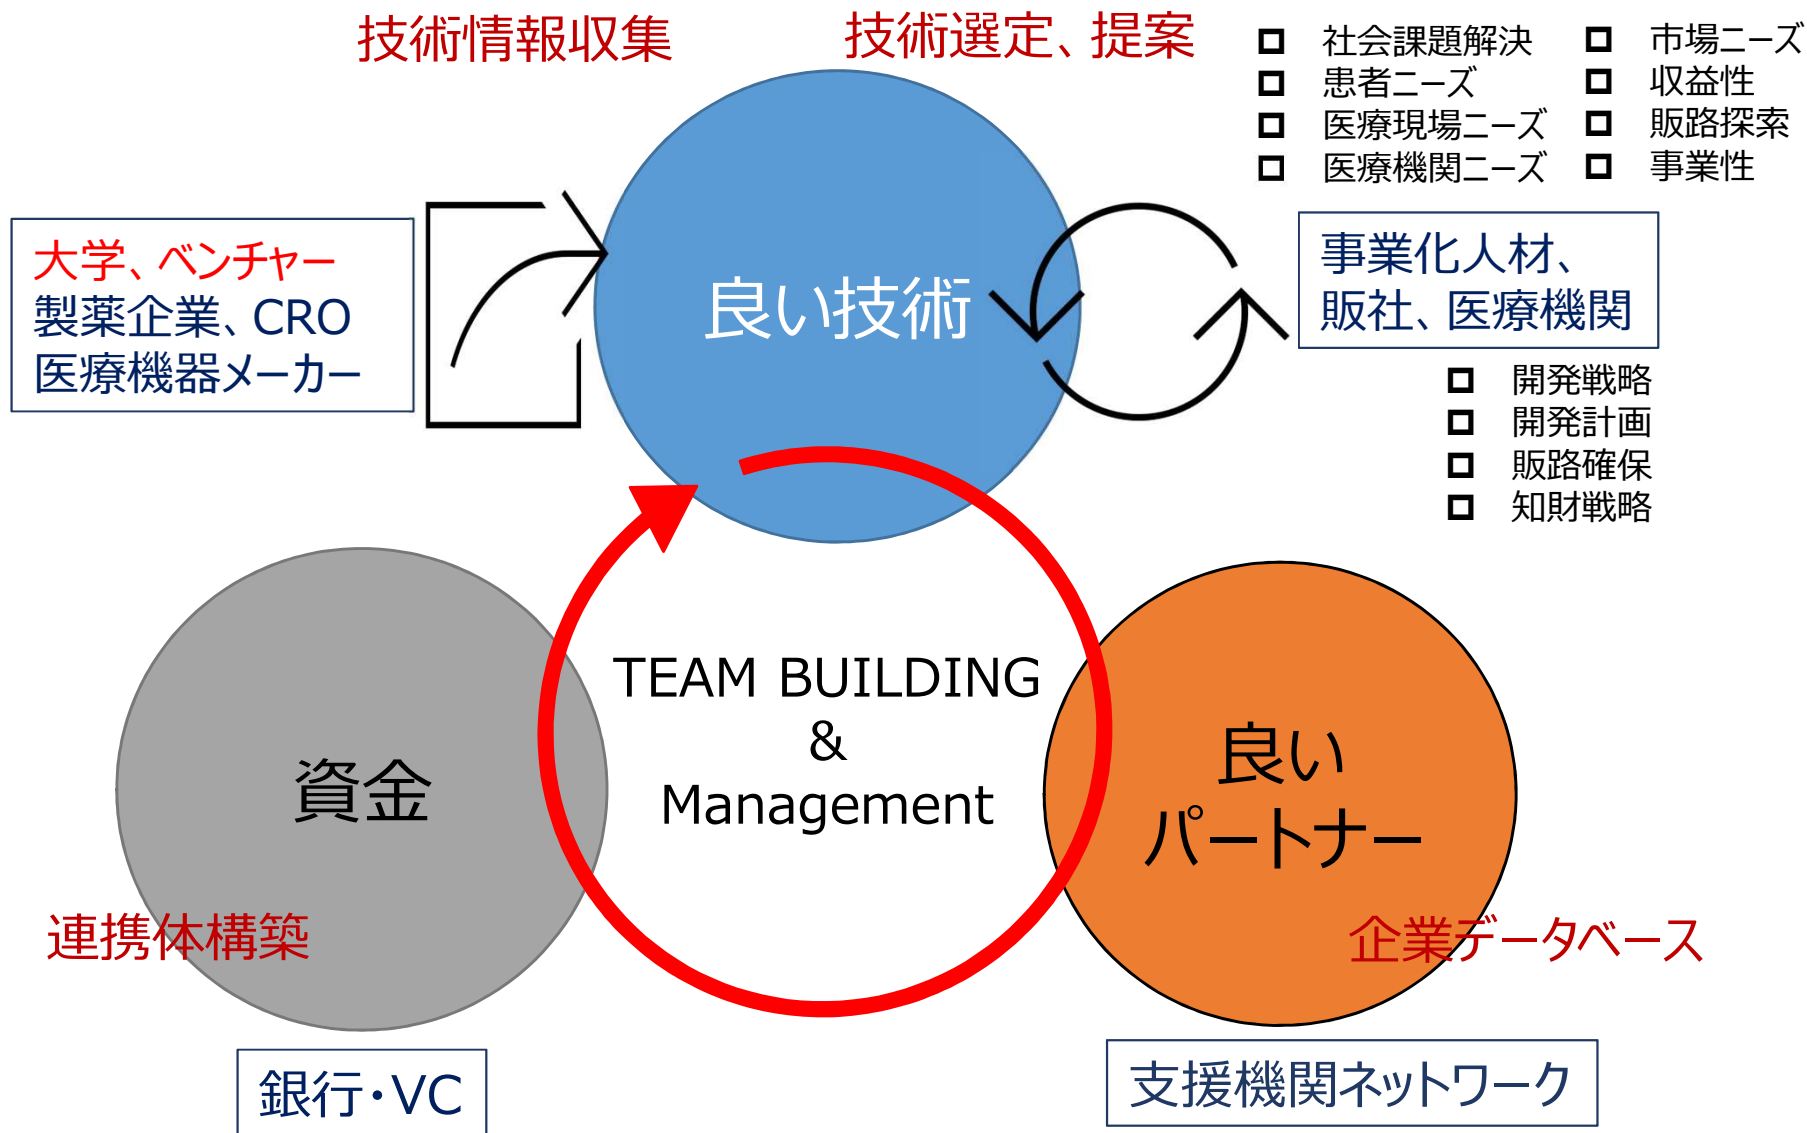 技術情報収集
技術選定、提案
社会課題解決
患者ニーズ
医療現場ニーズ
医療機関ニーズ
市場ニーズ
収益性
販路探索
事業性
大学、ベンチャー
製薬企業、CRO
医療機器メーカー
良い技術
事業化人材、
販社、医療機関
開発戦略
開発計画
販路確保
知財戦略
TEAM BUILDING
&
Management
資金
良い
パートナー
連携体構築
企業データベース
銀行・VC
支援機関ネットワーク